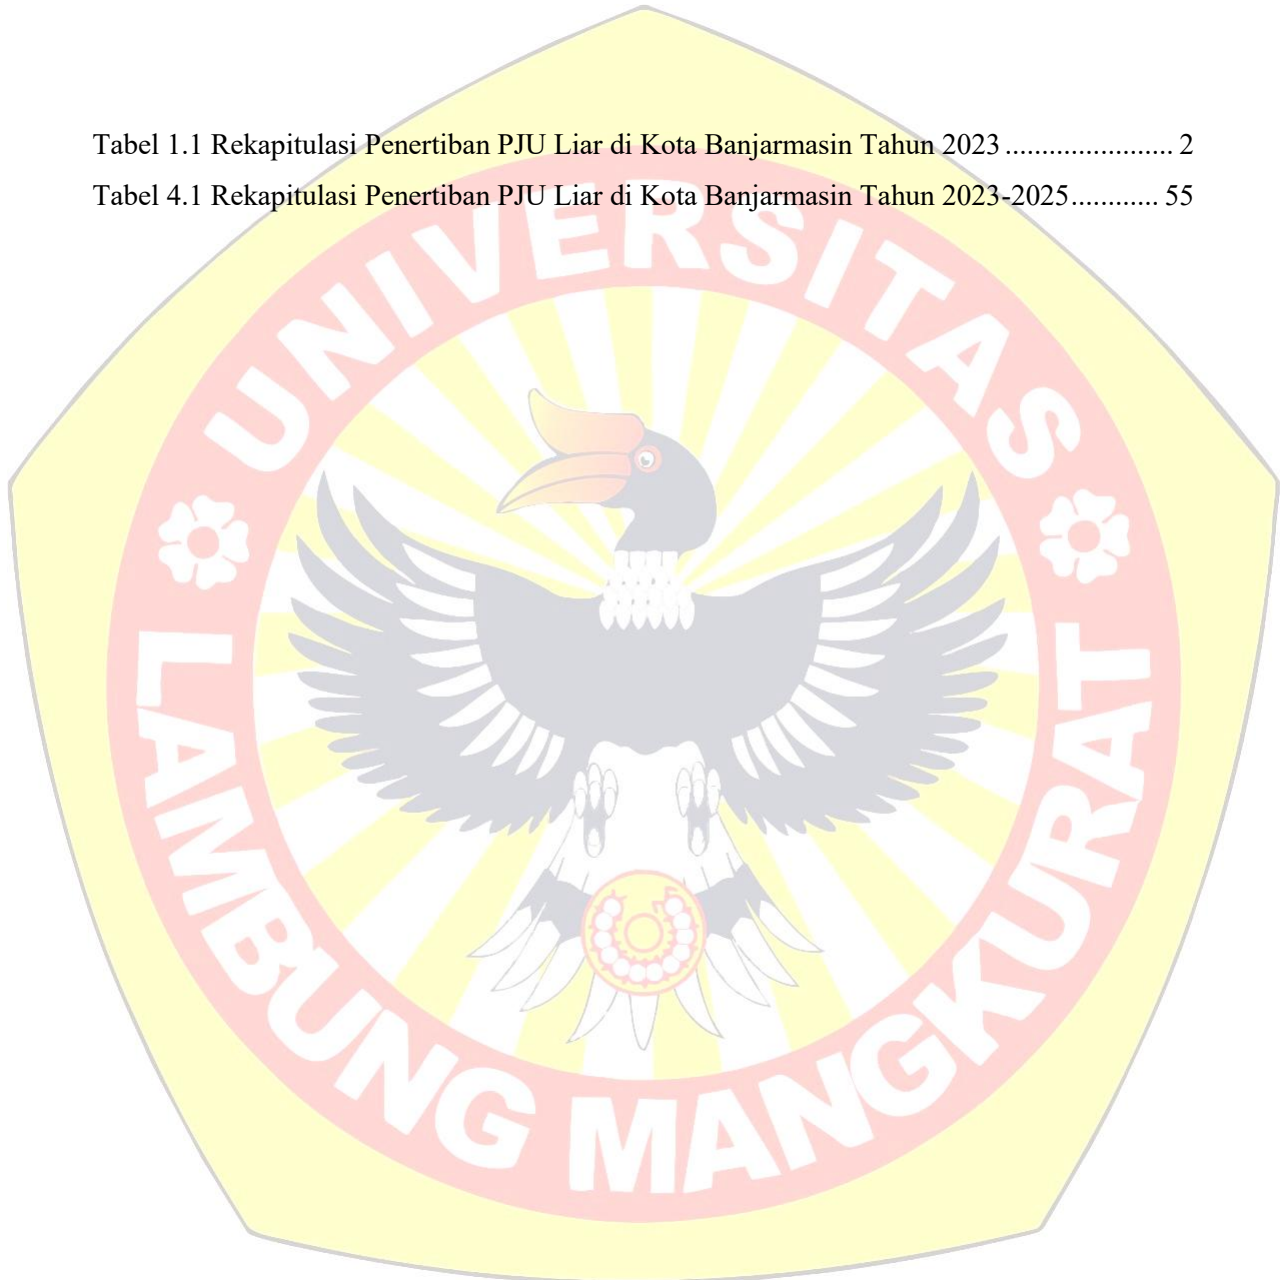 Tabel 1.1 Rekapitulasi Penertiban PJU Liar di Kota Banjarmasin Tahun 2023 ....................... 2
Tabel 4.1 Rekapitulasi Penertiban PJU Liar di Kota Banjarmasin Tahun 2023-2025............ 55
UNIVERSITAS
LAMBUNG MANGKURAT